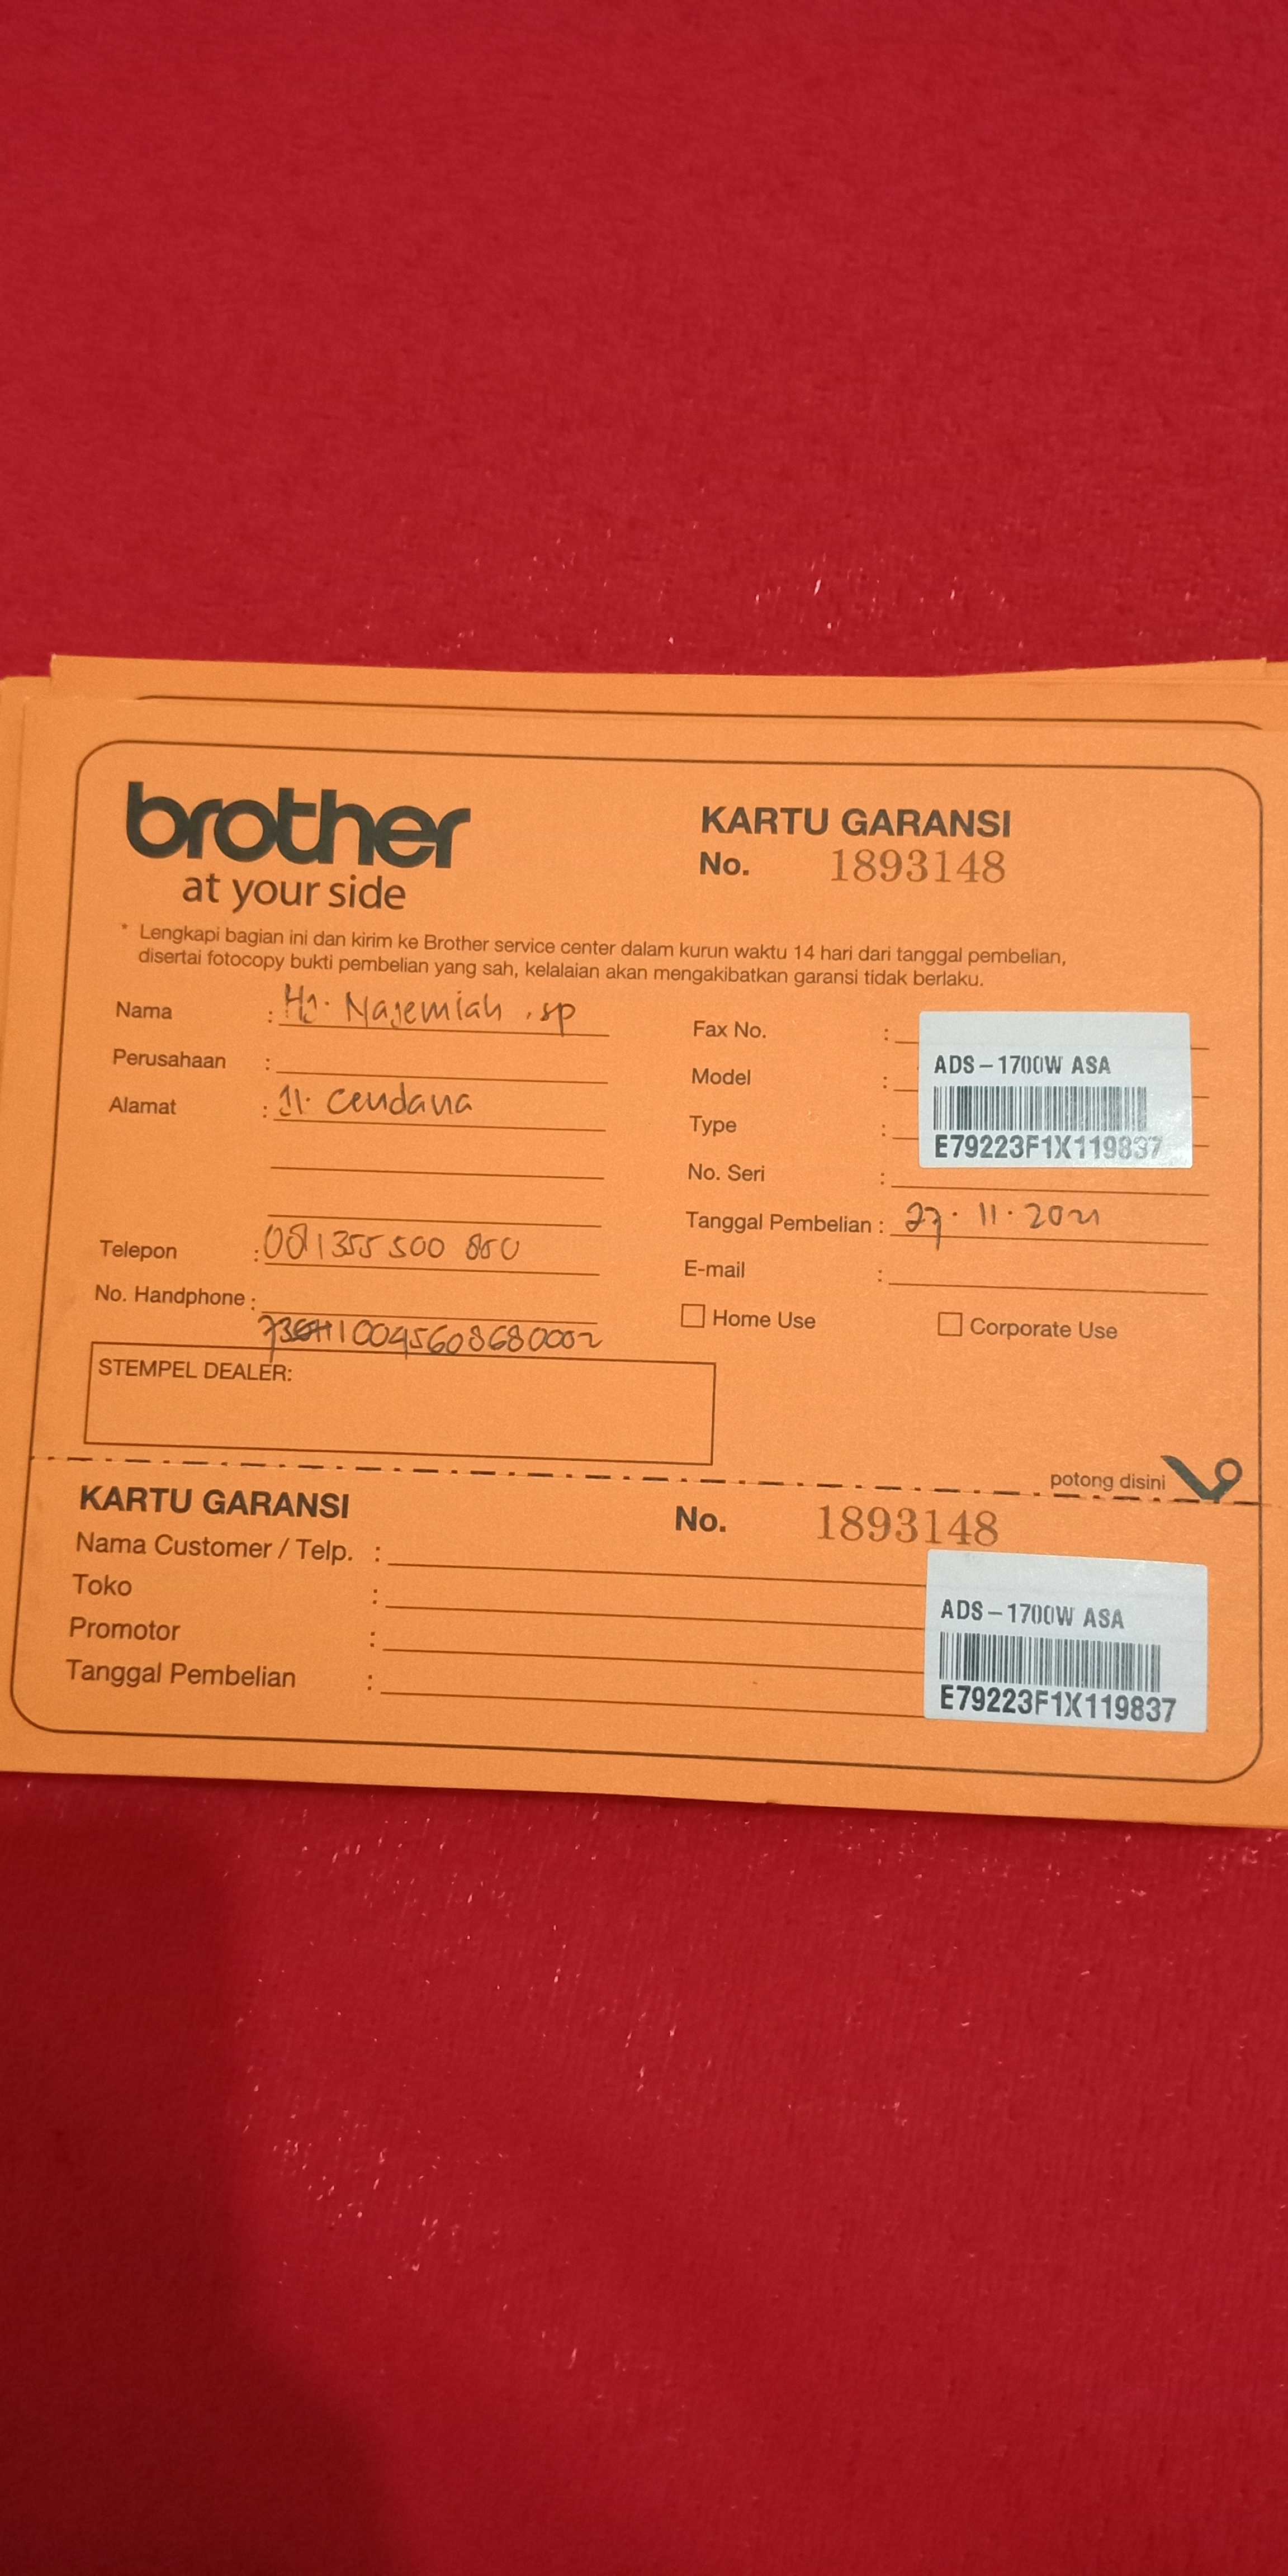 brother
at your side
KARTU GARANSI
No. 1893148
* Lengkapi bagian ini dan kirim ke Brother service center dalam kurun waktu 14 hari dari tanggal pembelian,
disertai fotocopy bukti pembelian yang sah, kelalaian akan mengakibatkan garansi tidak berlaku.
Nama : Hj. Najemiah, sp
Perusahaan :
Alamat : Jl. Cendana
Telepon : 081355 500 850
No. Handphone :
Fax No. :
Model :
Type :
No. Seri :
ADS-1700W ASA
E79223F1X119837
Tanggal Pembelian : 27.11.2021
E-mail :
Home Use
Corporate Use
STEMPEL DEALER:
potong disini
KARTU GARANSI
No. 1893148
Nama Customer / Telp. :
Toko :
Promotor :
Tanggal Pembelian :
ADS-1700W ASA
E79223F1X119837